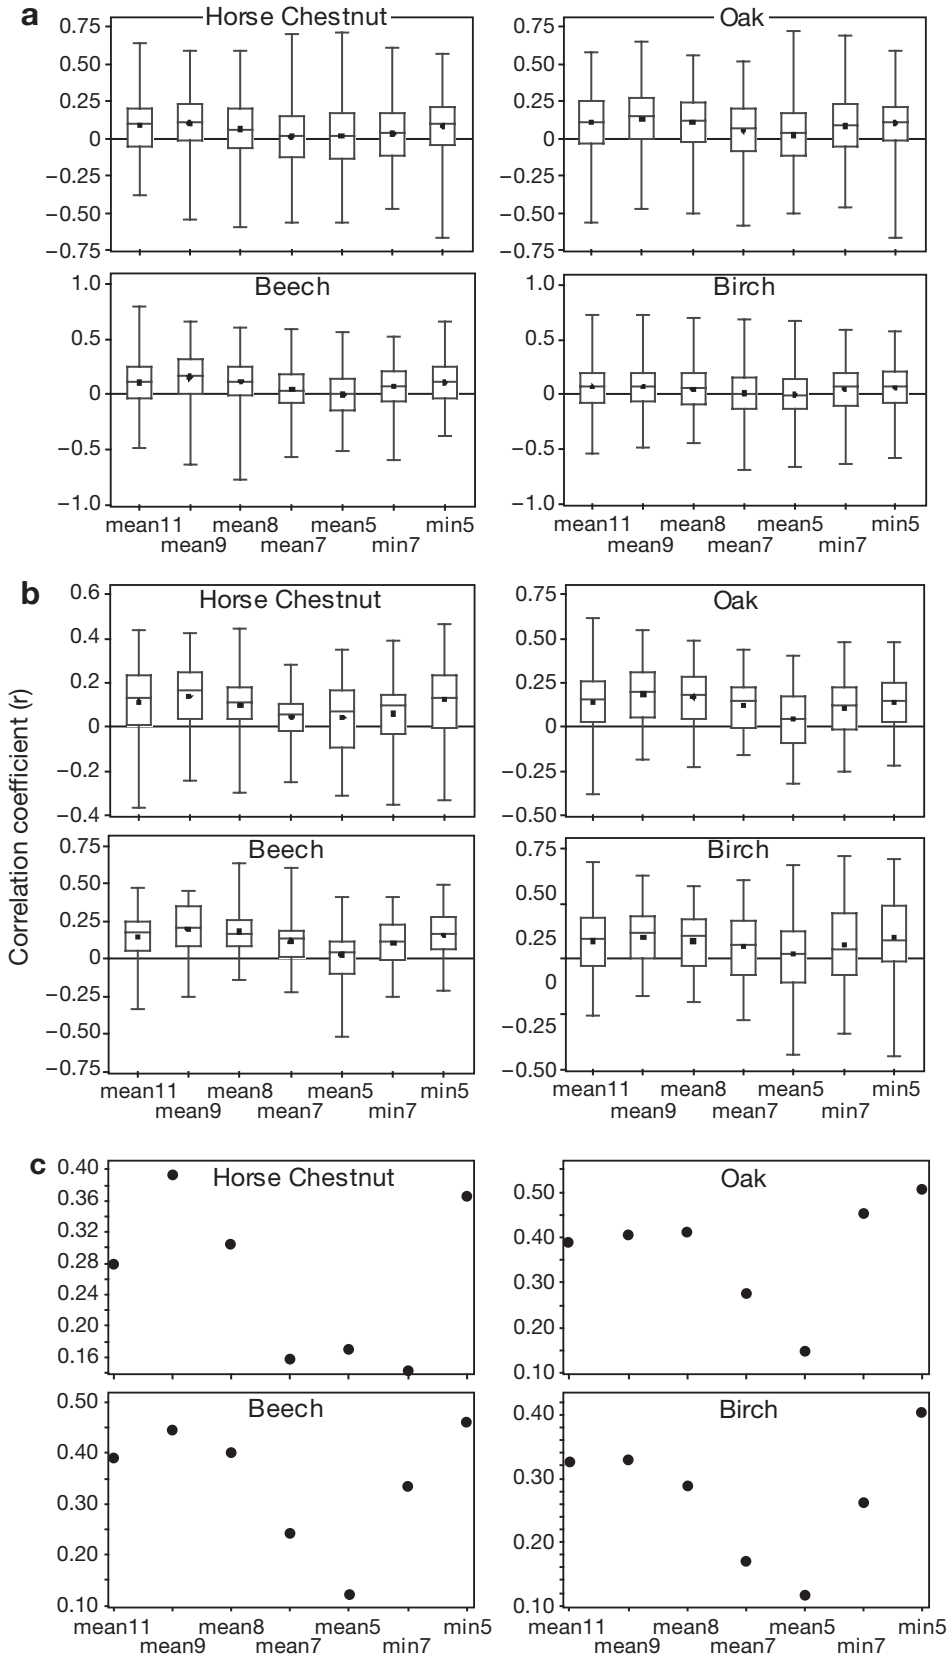 a
Horse Chestnut
0.75
0.50
0.25
0
−0.25
−0.50
−0.75
Oak
0.75
0.50
0.25
0
−0.25
−0.50
−0.75
Beech
1.0
0.5
0
−0.5
−1.0
mean11 mean8 mean5 min5
mean9 mean7 min7
Birch
1.0
0.5
0
−0.5
−1.0
mean11 mean8 mean5 min5
mean9 mean7 min7
Correlation coefficient (r)
b
Horse Chestnut
0.6
0.4
0.2
0
−0.2
−0.4
Oak
0.75
0.50
0.25
0
−0.25
−0.50
Beech
0.75
0.50
0.25
0
−0.25
−0.50
−0.75
mean11 mean8 mean5 min5
mean9 mean7 min7
Birch
0.75
0.50
0.25
0
−0.25
−0.50
mean11 mean8 mean5 min5
mean9 mean7 min7
c
Horse Chestnut
0.40
0.36
0.32
0.28
0.24
0.20
0.16
Oak
0.50
0.40
0.30
0.20
0.10
Beech
0.50
0.40
0.30
0.20
0.10
mean11 mean8 mean5 min5
mean9 mean7 min7
Birch
0.40
0.30
0.20
0.10
mean11 mean8 mean5 min5
mean9 mean7 min7